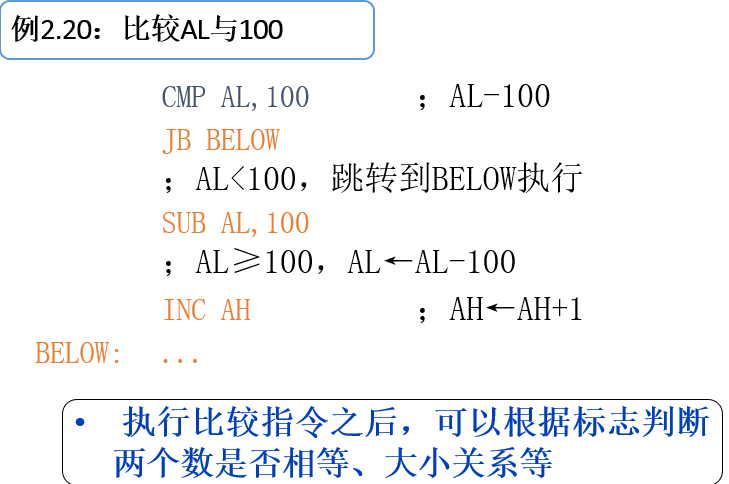 例2.20：比较AL与100
CMP AL,100 ；AL-100
JB BELOW
；AL<100，跳转到BELOW执行
SUB AL,100
；AL≥100，AL←AL-100
INC AH ；AH←AH+1
BELOW: ...
• 执行比较指令之后，可以根据标志判断
两个数是否相等、大小关系等